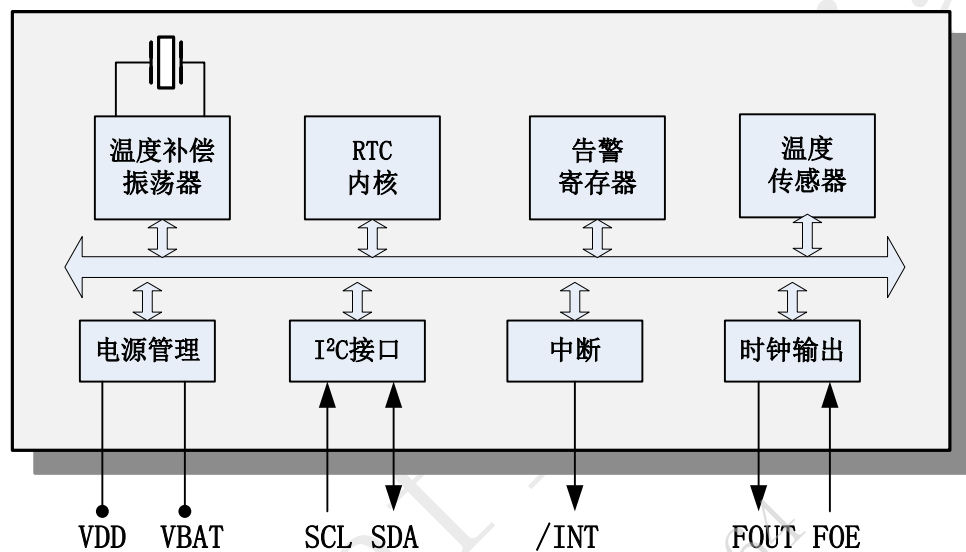 温度补偿
振荡器
RTC
内核
告警
寄存器
温度
传感器
电源管理
I²C接口
中断
时钟输出
VDD VBAT SCL SDA /INT FOUT FOE